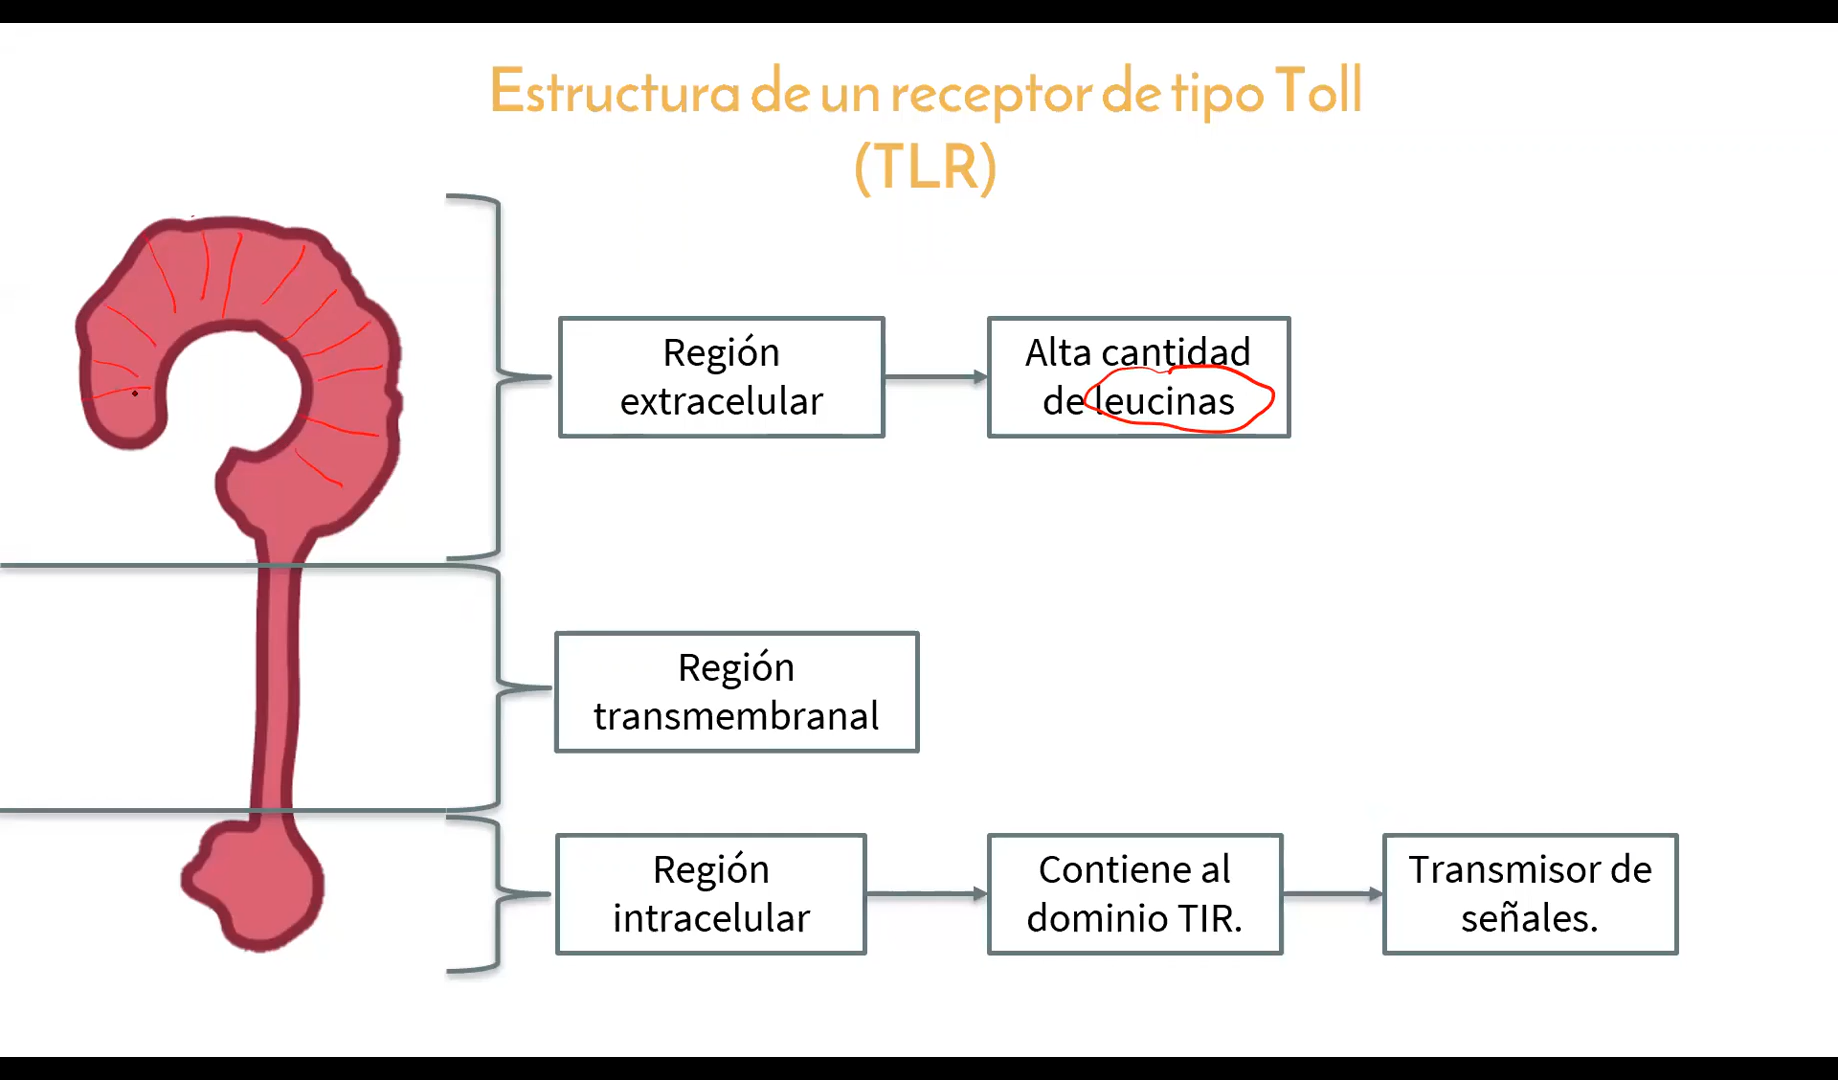 Estructura de un receptor de tipo Toll
(TLR)
Región
extracelular
Alta cantidad
de leucinas
Región
transmembranal
Región
intracelular
Contiene al
dominio TIR.
Transmisor de
señales.